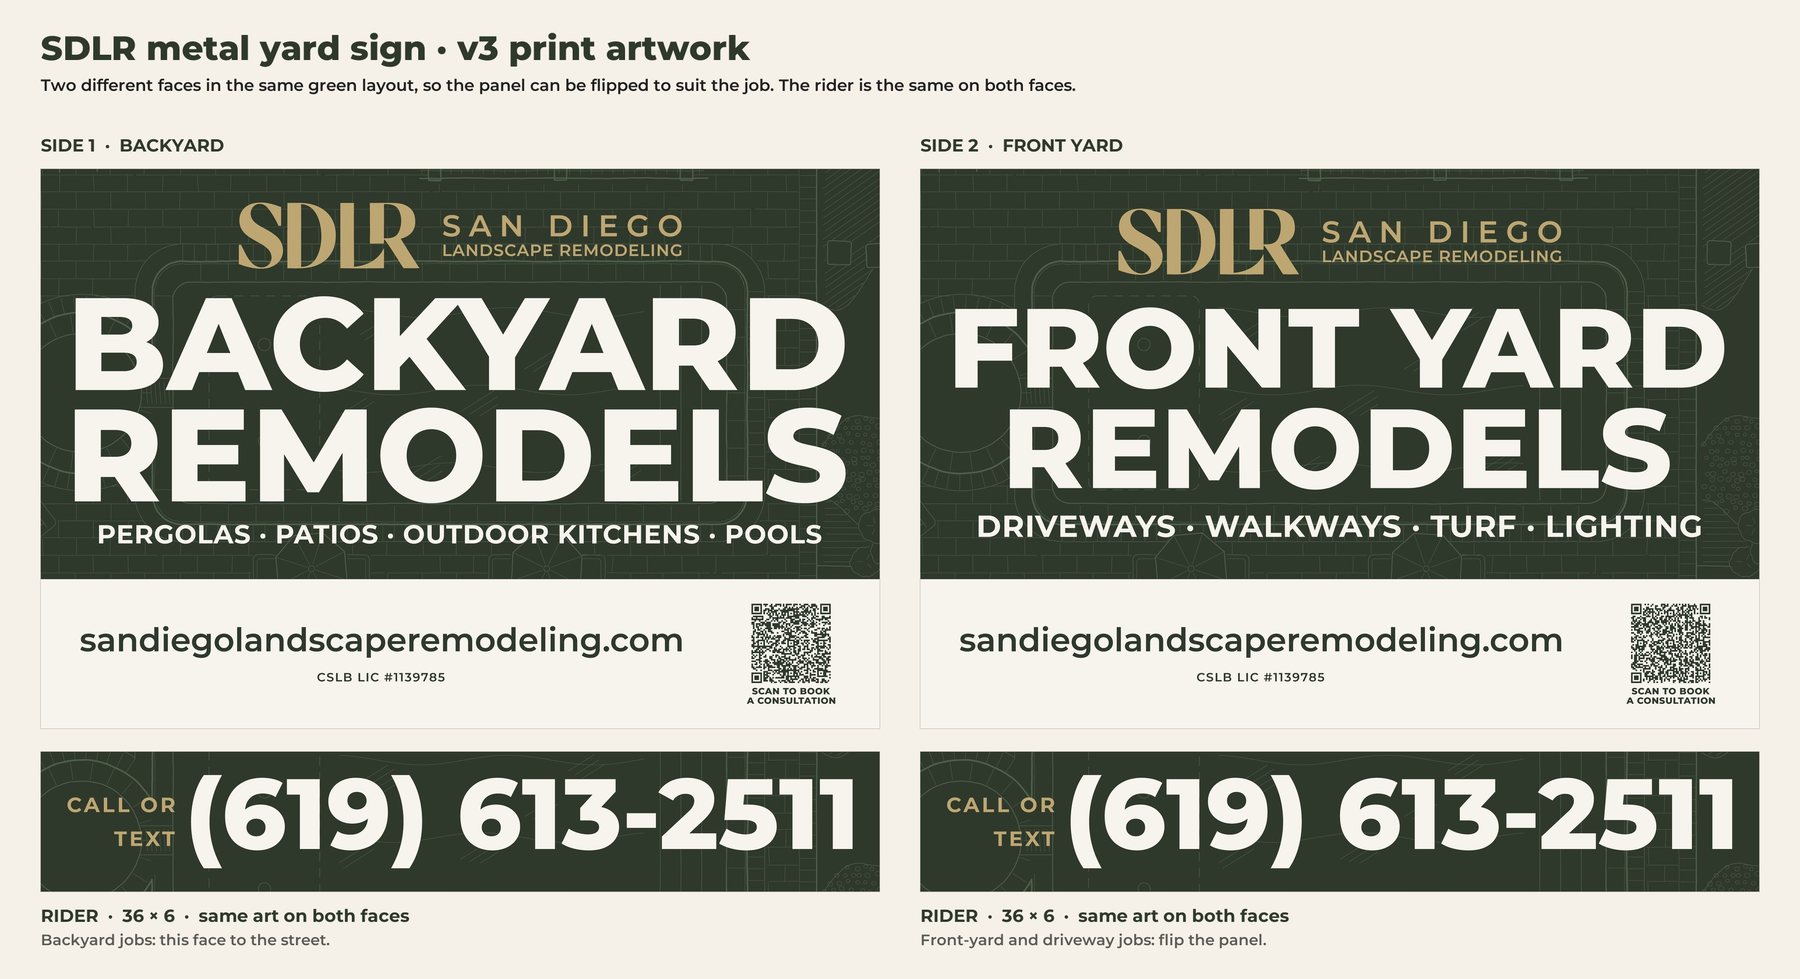 SDLR metal yard sign · v3 print artwork
Two different faces in the same green layout, so the panel can be flipped to suit the job. The rider is the same on both faces.
SIDE 1 · BACKYARD
SDLR SAN DIEGO
LANDSCAPE REMODELING
BACKYARD
REMODELS
PERGOLAS · PATIOS · OUTDOOR KITCHENS · POOLS
sandiegolandscaperemodeling.com
CSLB LIC #1139785
SCAN TO BOOK
A CONSULTATION
CALL OR
TEXT
(619) 613-2511
RIDER · 36 × 6 · same art on both faces
Backyard jobs: this face to the street.
SIDE 2 · FRONT YARD
SDLR SAN DIEGO
LANDSCAPE REMODELING
FRONT YARD
REMODELS
DRIVEWAYS · WALKWAYS · TURF · LIGHTING
sandiegolandscaperemodeling.com
CSLB LIC #1139785
SCAN TO BOOK
A CONSULTATION
CALL OR
TEXT
(619) 613-2511
RIDER · 36 × 6 · same art on both faces
Front-yard and driveway jobs: flip the panel.